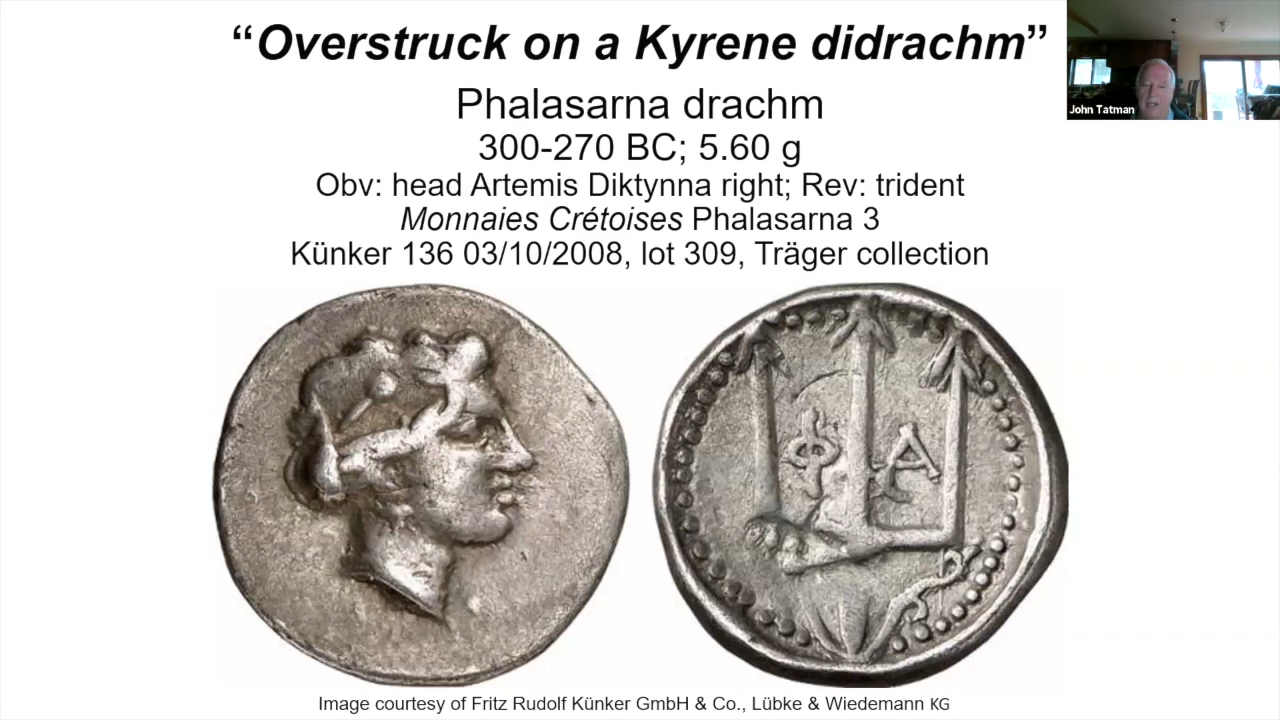 “Overstruck on a Kyrene didrachm”
John Tatman
Phalasarna drachm
300-270 BC; 5.60 g
Obv: head Artemis Diktynna right; Rev: trident
Monnaies Crétoises Phalasarna 3
Künker 136 03/10/2008, lot 309, Träger collection
Φ Α
Image courtesy of Fritz Rudolf Künker GmbH & Co., Lübke & Wiedemann KG